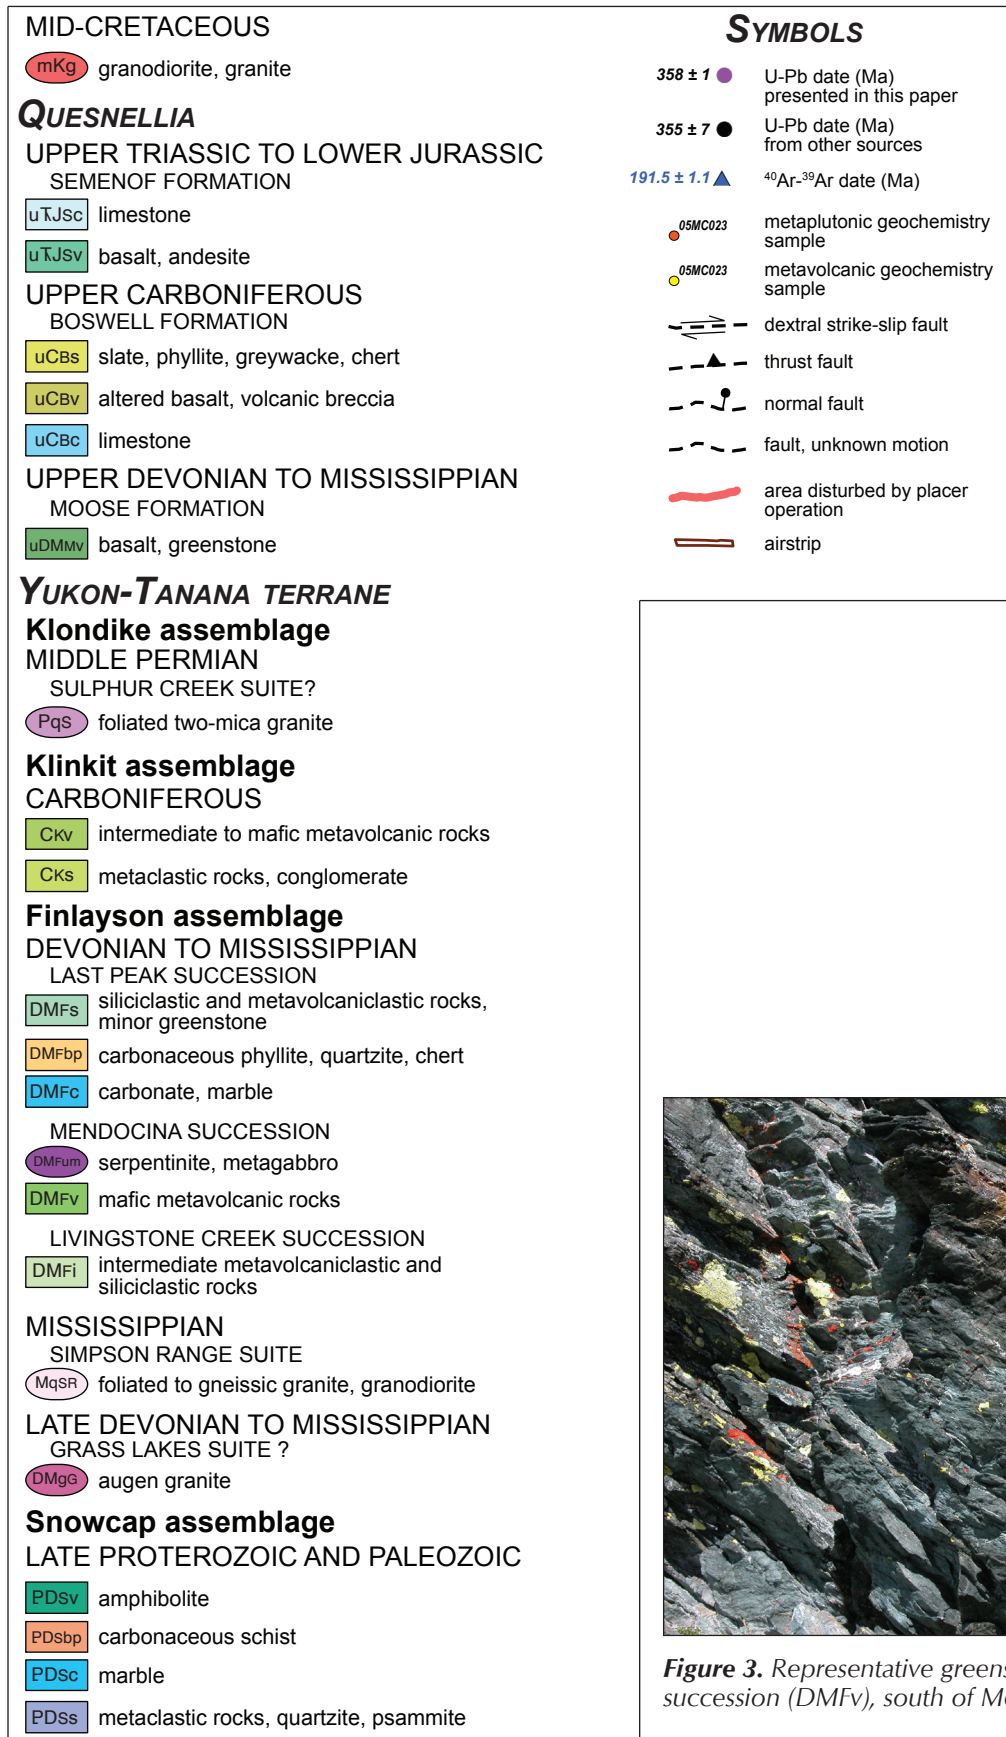 MID-CRETACEOUS
mKg granodiorite, granite
QUESNELLIA
UPPER TRIASSIC TO LOWER JURASSIC
SEMENOF FORMATION
uTꞦJSc limestone
uTꞦJSv basalt, andesite
UPPER CARBONIFEROUS
BOSWELL FORMATION
uCBs slate, phyllite, greywacke, chert
uCBv altered basalt, volcanic breccia
uCBc limestone
UPPER DEVONIAN TO MISSISSIPPIAN
MOOSE FORMATION
uDMMv basalt, greenstone
YUKON-TANANA TERRANE
Klondike assemblage
MIDDLE PERMIAN
SULPHUR CREEK SUITE?
PqS foliated two-mica granite
Klinkit assemblage
CARBONIFEROUS
CKv intermediate to mafic metavolcanic rocks
CKs metaclastic rocks, conglomerate
Finlayson assemblage
DEVONIAN TO MISSISSIPPIAN
LAST PEAK SUCCESSION
DMFs siliciclastic and metavolcaniclastic rocks,
minor greenstone
DMFbp carbonaceous phyllite, quartzite, chert
DMFc carbonate, marble
MENDOCINA SUCCESSION
DMFum serpentinite, metagabbro
DMFv mafic metavolcanic rocks
LIVINGSTONE CREEK SUCCESSION
DMFi intermediate metavolcaniclastic and
siliciclastic rocks
MISSISSIPPIAN
SIMPSON RANGE SUITE
MqSR foliated to gneissic granite, granodiorite
LATE DEVONIAN TO MISSISSIPPIAN
GRASS LAKES SUITE ?
DMgG augen granite
Snowcap assemblage
LATE PROTEROZOIC AND PALEOZOIC
PDSv amphibolite
PDSbp carbonaceous schist
PDSc marble
PDSs metaclastic rocks, quartzite, psammite
SYMBOLS
358 ± 1 U-Pb date (Ma)
presented in this paper
355 ± 7 U-Pb date (Ma)
from other sources
191.5 ± 1.1 ⁴⁰Ar-³⁹Ar date (Ma)
05MC023 metaplutonic geochemistry
sample
05MC023 metavolcanic geochemistry
sample
dextral strike-slip fault
thrust fault
normal fault
fault, unknown motion
area disturbed by placer
operation
airstrip
Figure 3. Representative greens
succession (DMFv), south of M